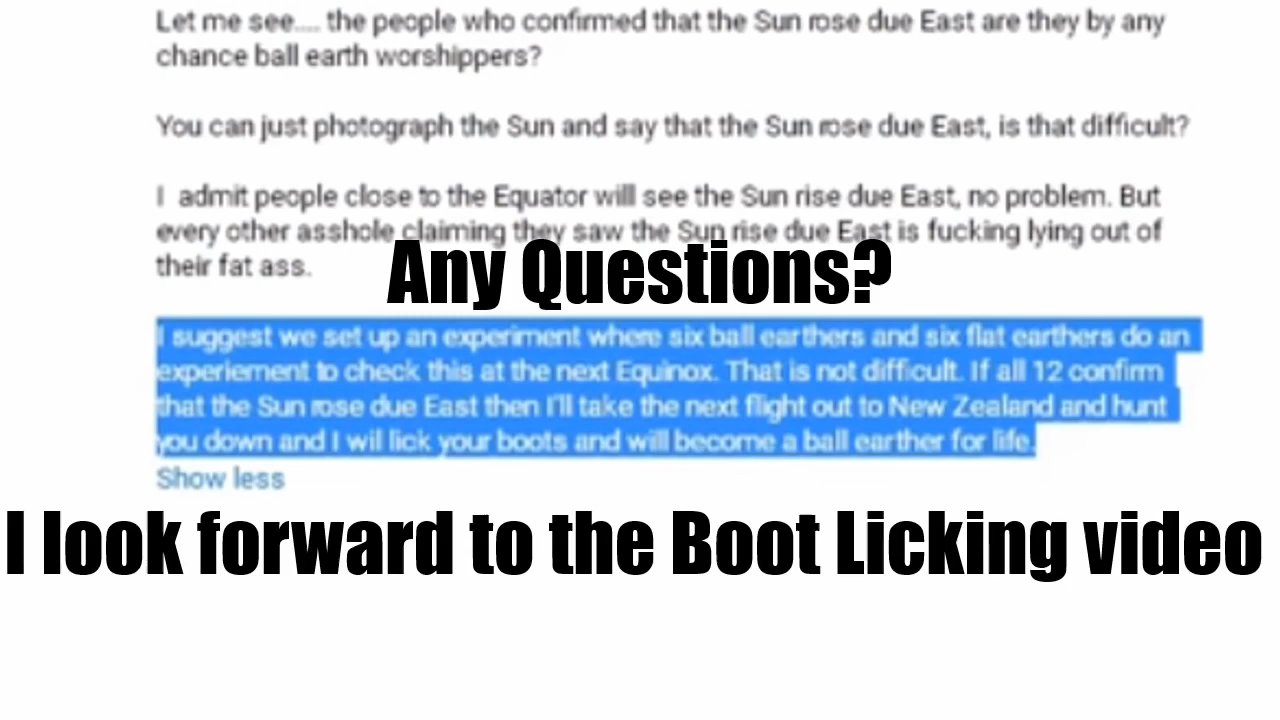 Let me see.... the people who confirmed that the Sun rose due East are they by any
chance ball earth worshippers?
You can just photograph the Sun and say that the Sun rose due East, is that difficult?
I admit people close to the Equator will see the Sun rise due East, no problem. But
every other asshole claiming they saw the Sun rise due East is fucking lying out of
their fat ass.
Any Questions?
I suggest we set up an experiment where six ball earthers and six flat earthers do an
experiement to check this at the next Equinox. That is not difficult. If all 12 confirm
that the Sun rose due East then I'll take the next flight out to New Zealand and hunt
you down and I wil lick your boots and will become a ball earther for life.
Show less
I look forward to the Boot Licking video